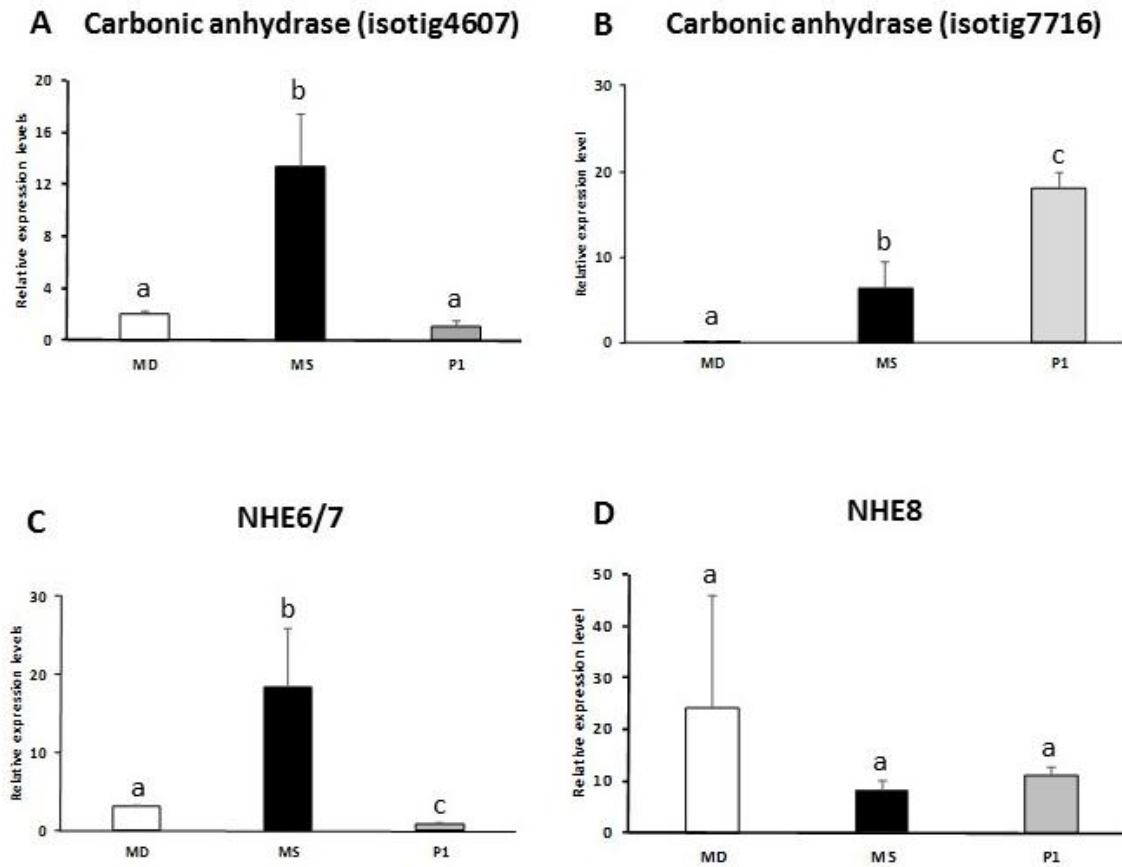 A Carbonic anhydrase (isotig4607)
Relative expression levels
20
16
12
8
4
0
a
b
a
MD
MS
P1
B Carbonic anhydrase (isotig7716)
Relative expression level
30
20
10
0
a
b
c
MD
MS
P1
C NHE6/7
Relative expression levels
30
20
10
0
a
b
c
MD
MS
P1
D NHE8
Relative expression level
50
40
30
20
10
0
a
a
a
MD
MS
P1